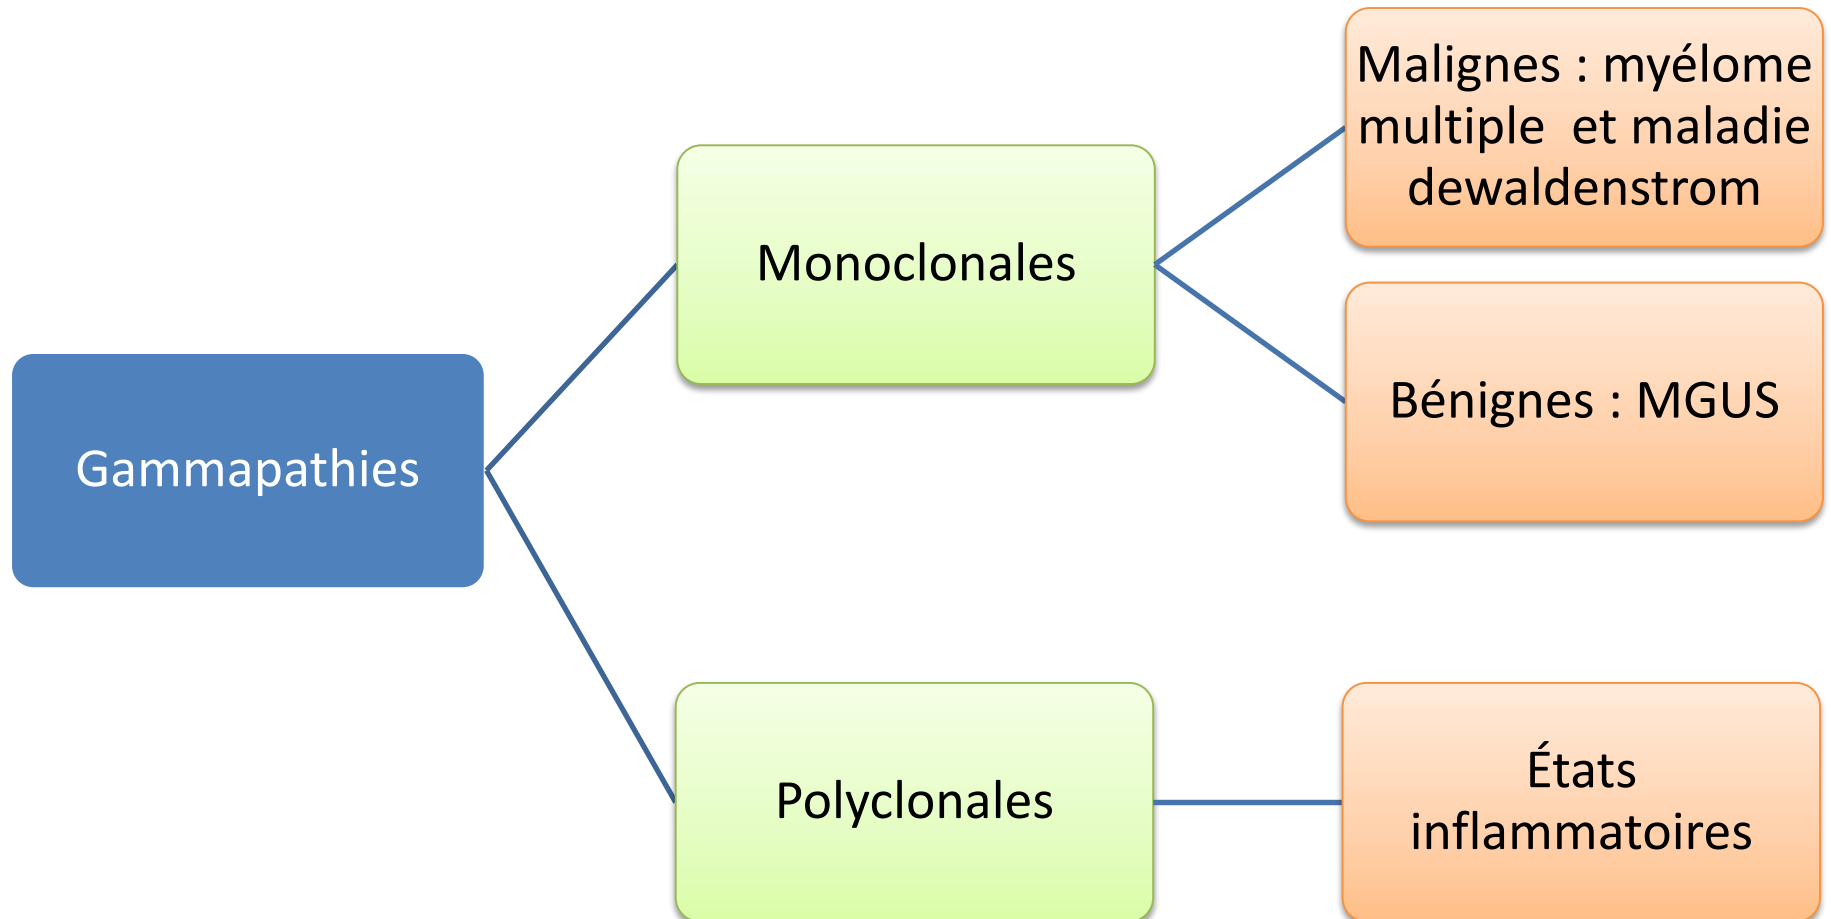 Malignes : myélome
multiple  et maladie
dewaldenstrom
Monoclonales
Bénignes : MGUS
Gammapathies
Polyclonales
États
inflammatoires